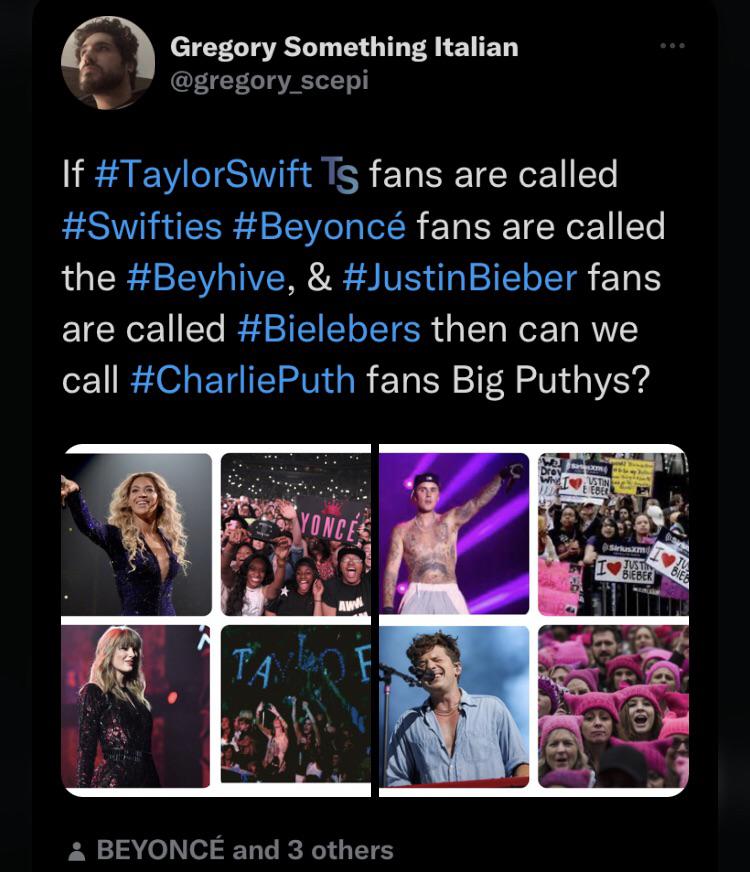 Gregory Something Italian
@gregory_scepi
If #TaylorSwift TS fans are called
#Swifties #Beyoncé fans are called
the #Beyhive, & #JustinBieber fans
are called #Bielebers then can we
call #CharliePuth fans Big Puthys?
YONCÉ
AWW
I ❤ JUSTIN BIEBER
SiriusXM
I ❤ JUSTIN
BIEBER
TAYLOR
BEYONCÉ and 3 others